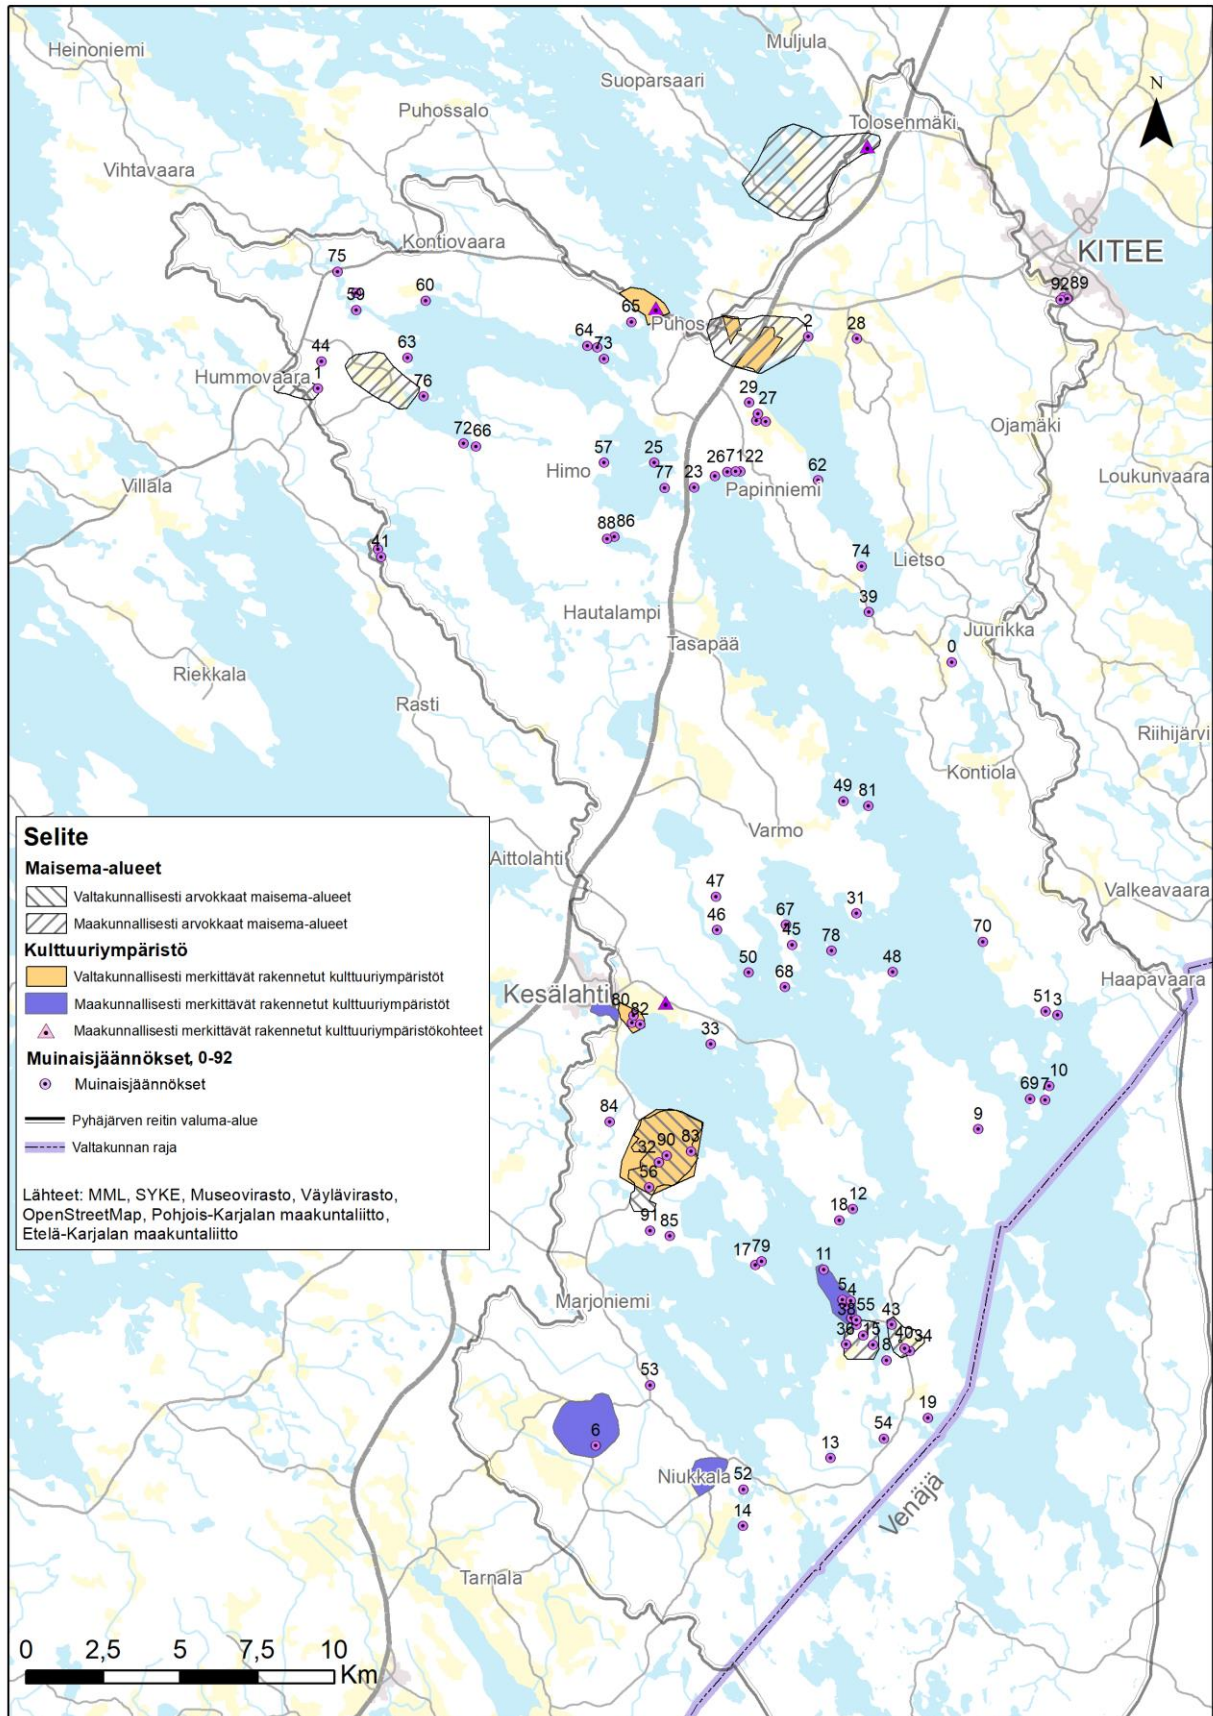 Heinoniemi
Muljula
Suoparsaari
Puhossalo
N
Tolosenmäki
Vihtavaara
Kontiovaara
KITEE
75
59
60
92 89
65
Puhos
2
28
64
73
44
63
Hummovaara
1
76
29
27
Ojamäki
72 66
57
25
Himo
77
23
26 71 22
Papinniemi
62
Loukunvaara
Villala
88 86
41
74
Lietso
39
Hautalampi
Juurikka
Tasapää
0
Riekkala
Rasti
Riihijärvi
Kontiola
49
81
Varmo
Aittolahti
47
46
67
45
31
78
Valkeavaara
70
50
68
48
Haapavaara
Kesälahti
80
82
33
51 3
10
69 7
9
84
32 90 83
56
12
18
91
85
17 79
11
5 4
38 55
43
36 15
40 34
8
Marjoniemi
53
19
54
6
13
Niukkala
52
14
Venäjä
Tarnala
Selite
Maisema-alueet
Valtakunnallisesti arvokkaat maisema-alueet
Maakunnallisesti arvokkaat maisema-alueet
Kulttuuriympäristö
Valtakunnallisesti merkittävät rakennetut kulttuuriympäristöt
Maakunnallisesti merkittävät rakennetut kulttuuriympäristöt
Maakunnallisesti merkittävät rakennetut kulttuuriympäristökohteet
Muinaisjäännökset, 0-92
Muinaisjäännökset
Pyhäjärven reitin valuma-alue
Valtakunnan raja
Lähteet: MML, SYKE, Museovirasto, Väylävirasto,
OpenStreetMap, Pohjois-Karjalan maakuntaliitto,
Etelä-Karjalan maakuntaliitto
0 2,5 5 7,5 10
Km